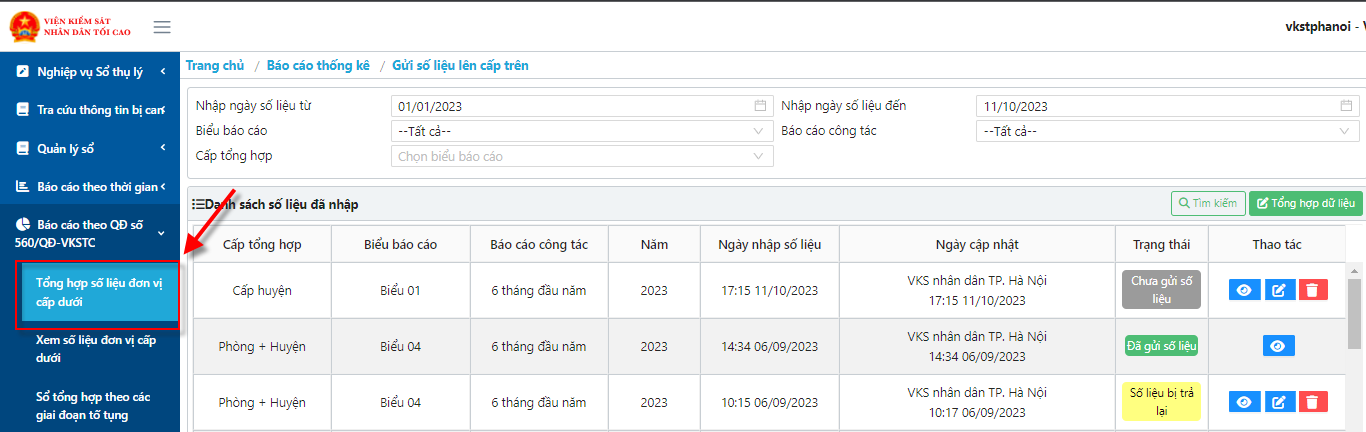 VIỆN KIỂM SÁT
NHÂN DÂN TỐI CAO
vkstphanoi - V
Nghiệp vụ Sổ thụ lý
Tra cứu thông tin bị can
Quản lý sổ
Báo cáo theo thời gian
Báo cáo theo QĐ số
560/QĐ-VKSTC
Tổng hợp số liệu đơn vị
cấp dưới
Xem số liệu đơn vị cấp
dưới
Sổ tổng hợp theo các
giai đoạn tố tụng
Trang chủ / Báo cáo thống kê / Gửi số liệu lên cấp trên
Nhập ngày số liệu từ 01/01/2023 Nhập ngày số liệu đến 11/10/2023
Biểu báo cáo --Tất cả-- Báo cáo công tác --Tất cả--
Cấp tổng hợp Chọn biểu báo cáo
Danh sách số liệu đã nhập Tìm kiếm Tổng hợp dữ liệu
Cấp tổng hợp Biểu báo cáo Báo cáo công tác Năm Ngày nhập số liệu Ngày cập nhật Trạng thái Thao tác
Cấp huyện Biểu 01 6 tháng đầu năm 2023 17:15 11/10/2023 VKS nhân dân TP. Hà Nội
17:15 11/10/2023 Chưa gửi số
liệu
Phòng + Huyện Biểu 04 6 tháng đầu năm 2023 14:34 06/09/2023 VKS nhân dân TP. Hà Nội
14:34 06/09/2023 Đã gửi số liệu
Phòng + Huyện Biểu 04 6 tháng đầu năm 2023 10:15 06/09/2023 VKS nhân dân TP. Hà Nội
10:17 06/09/2023 Số liệu bị trả
lại